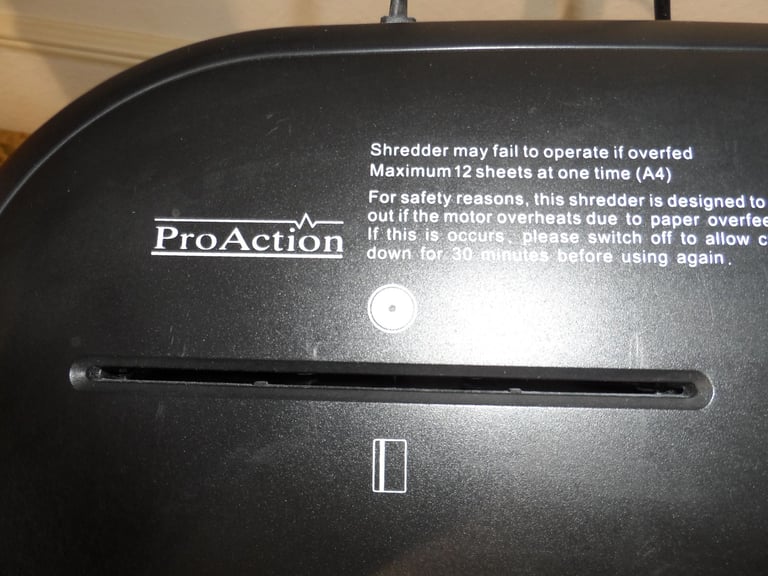 Shredder may fail to operate if overfed
Maximum 12 sheets at one time (A4)
For safety reasons, this shredder is designed to
out if the motor overheats due to paper overfee
If this is occurs, please switch off to allow c
down for 30 minutes before using again.
ProAction